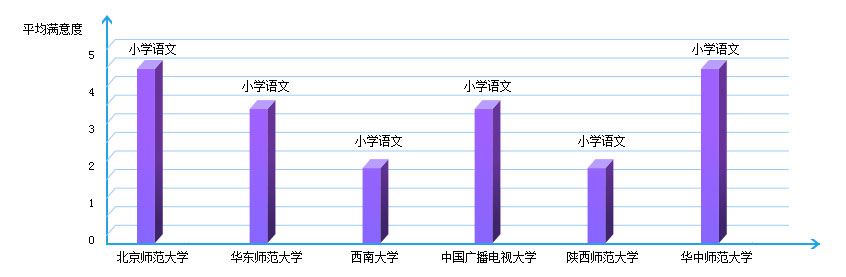 平均满意度
5
4
3
2
1
0
小学语文
小学语文
小学语文
小学语文
小学语文
小学语文
北京师范大学
华东师范大学
西南大学
中国广播电视大学
陕西师范大学
华中师范大学